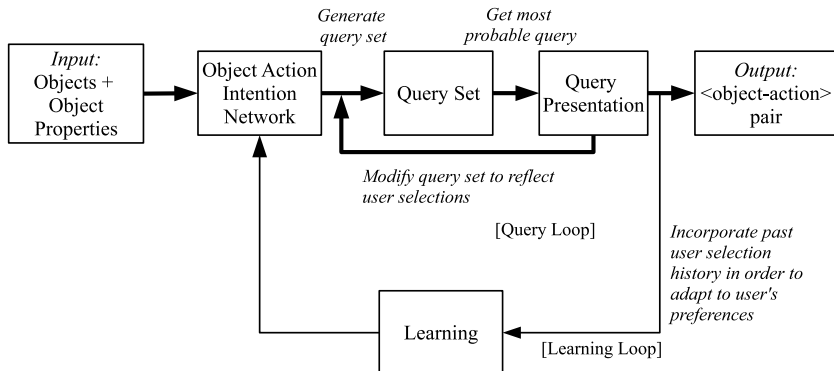 Generate
query set
Get most
probable query
Input:
Objects +
Object
Properties
Object Action
Intention
Network
Query Set
Query
Presentation
Output:
<object-action>
pair
Modify query set to reflect
user selections
[Query Loop]
Incorporate past
user selection
history in order to
adapt to user's
preferences
Learning
[Learning Loop]